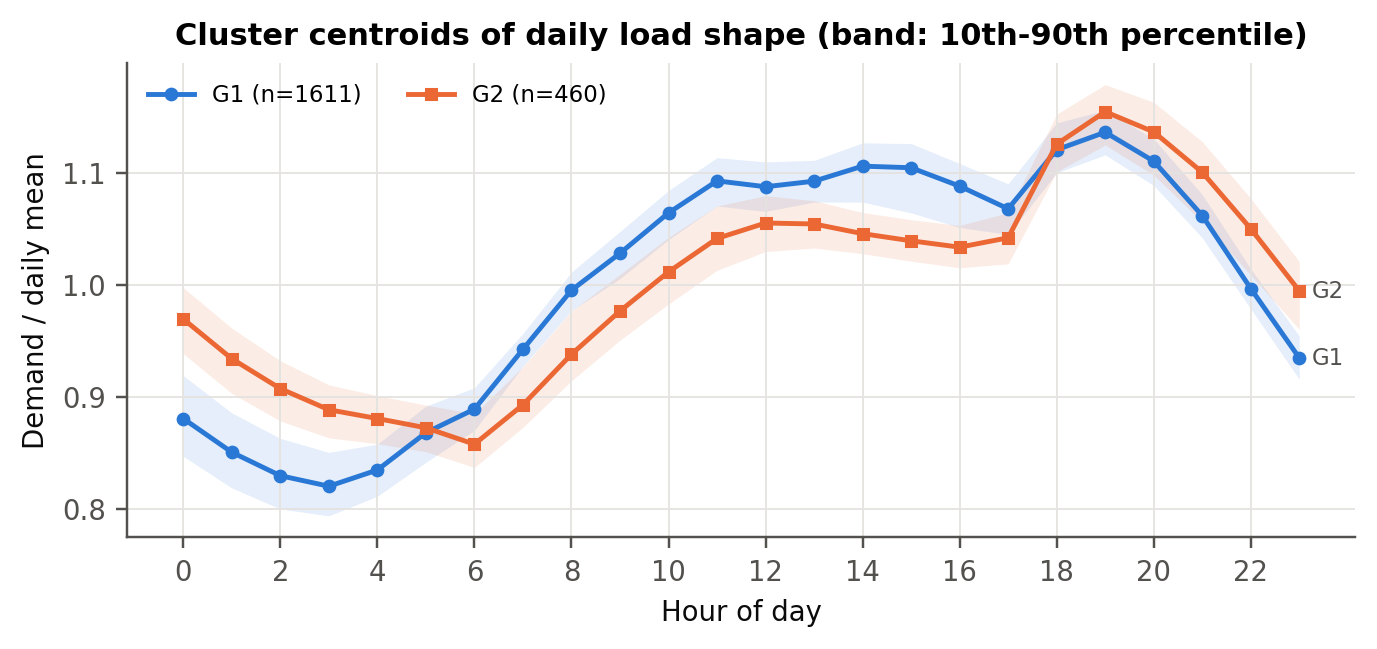 Cluster centroids of daily load shape (band: 10th-90th percentile)
G1 (n=1611)
G2 (n=460)
Demand / daily mean
1.1
1.0
0.9
0.8
G2
G1
0 2 4 6 8 10 12 14 16 18 20 22
Hour of day